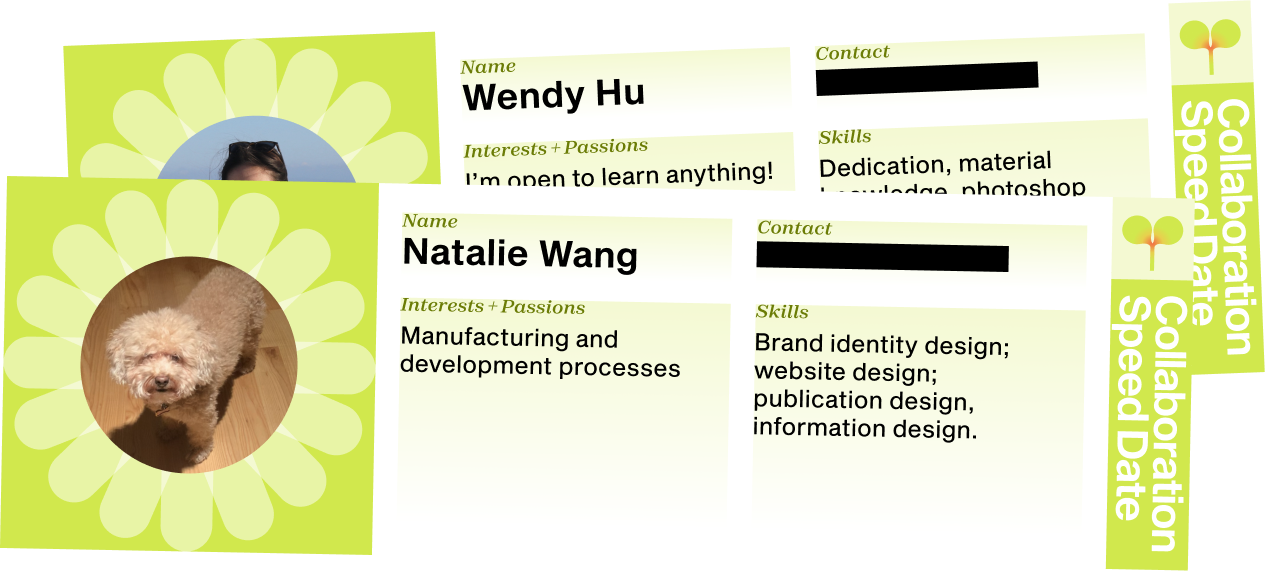 Name
Wendy Hu
Contact
Interests + Passions
I'm open to learn anything!
Skills
Dedication, material
knowledge, photoshop
Collaboration
Speed Date
Name
Natalie Wang
Contact
Interests + Passions
Manufacturing and
development processes
Skills
Brand identity design;
website design;
publication design,
information design.
Collaboration
Speed Date